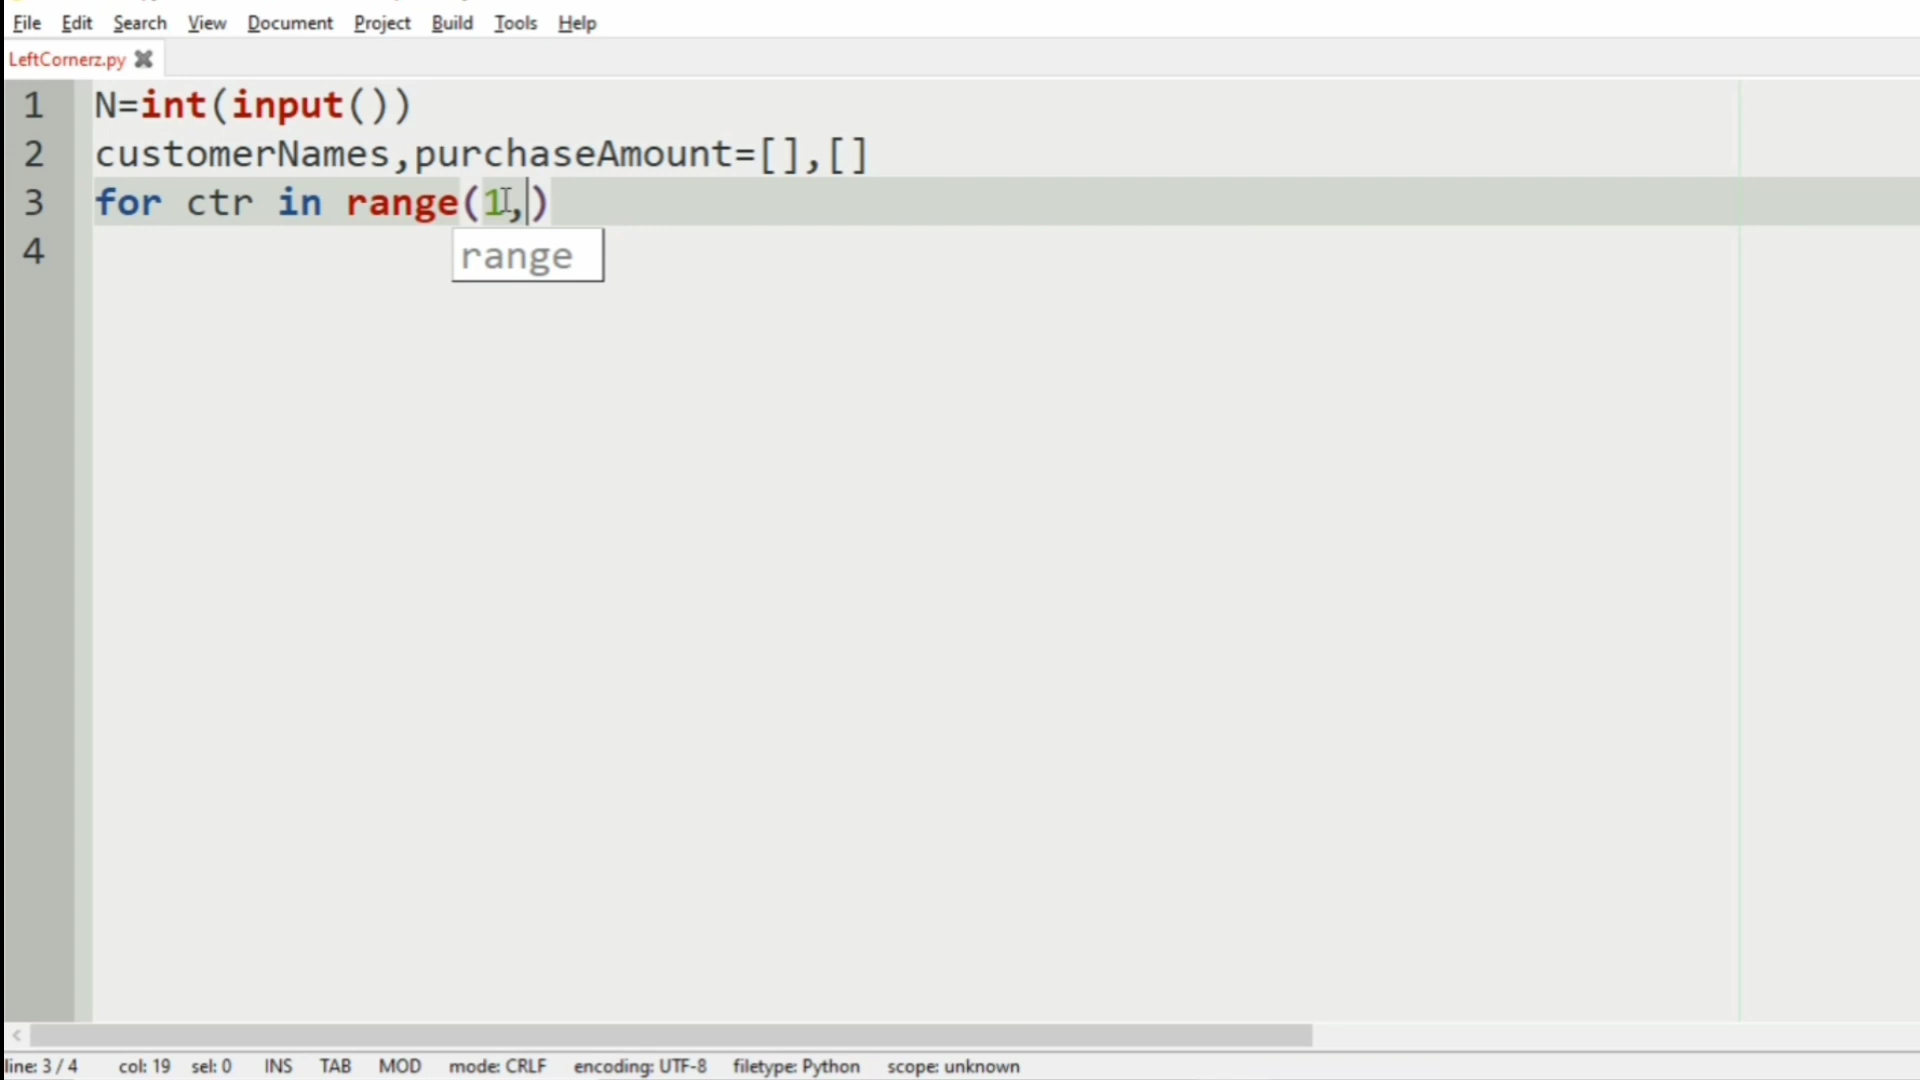 File Edit Search View Document Project Build Tools Help
LeftCornerz.py
1 N=int(input())
2 customerNames,purchaseAmount=[],[]
3 for ctr in range(1,)
range
4
line: 3 / 4 col: 19 sel: 0 INS TAB MOD mode: CRLF encoding: UTF-8 filetype: Python scope: unknown